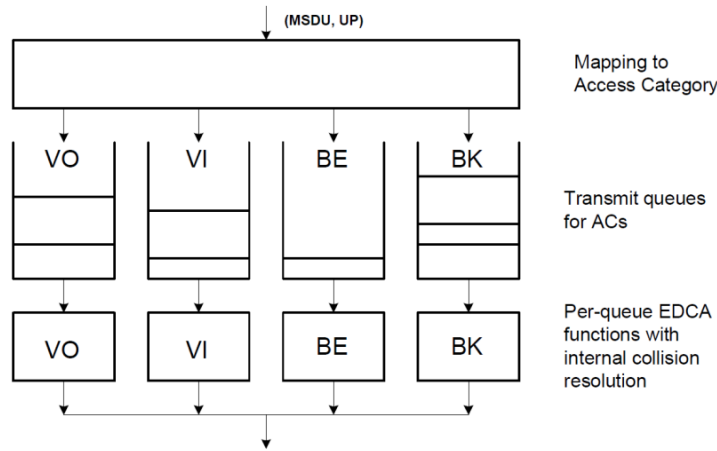 (MSDU, UP)
Mapping to
Access Category
VO
VI
BE
BK
Transmit queues
for ACs
VO
VI
BE
BK
Per-queue EDCA
functions with
internal collision
resolution